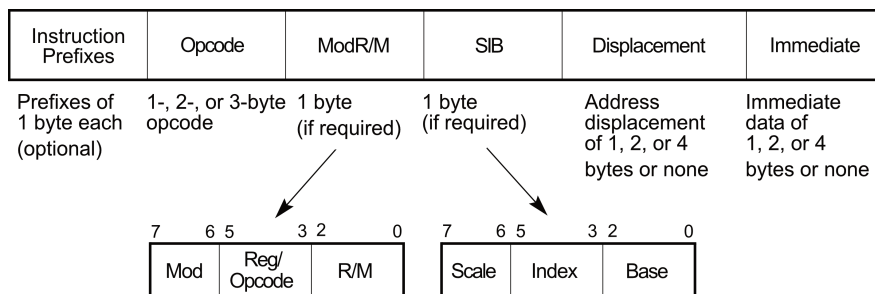 Instruction Prefixes Opcode ModR/M SIB Displacement Immediate
Prefixes of
1 byte each
(optional)
1-, 2-, or 3-byte
opcode
1 byte
(if required)
1 byte
(if required)
Address
displacement
of 1, 2, or 4
bytes or none
Immediate
data of
1, 2, or 4
bytes or none
7 6 5 3 2 0
Mod Reg/Opcode R/M
7 6 5 3 2 0
Scale Index Base